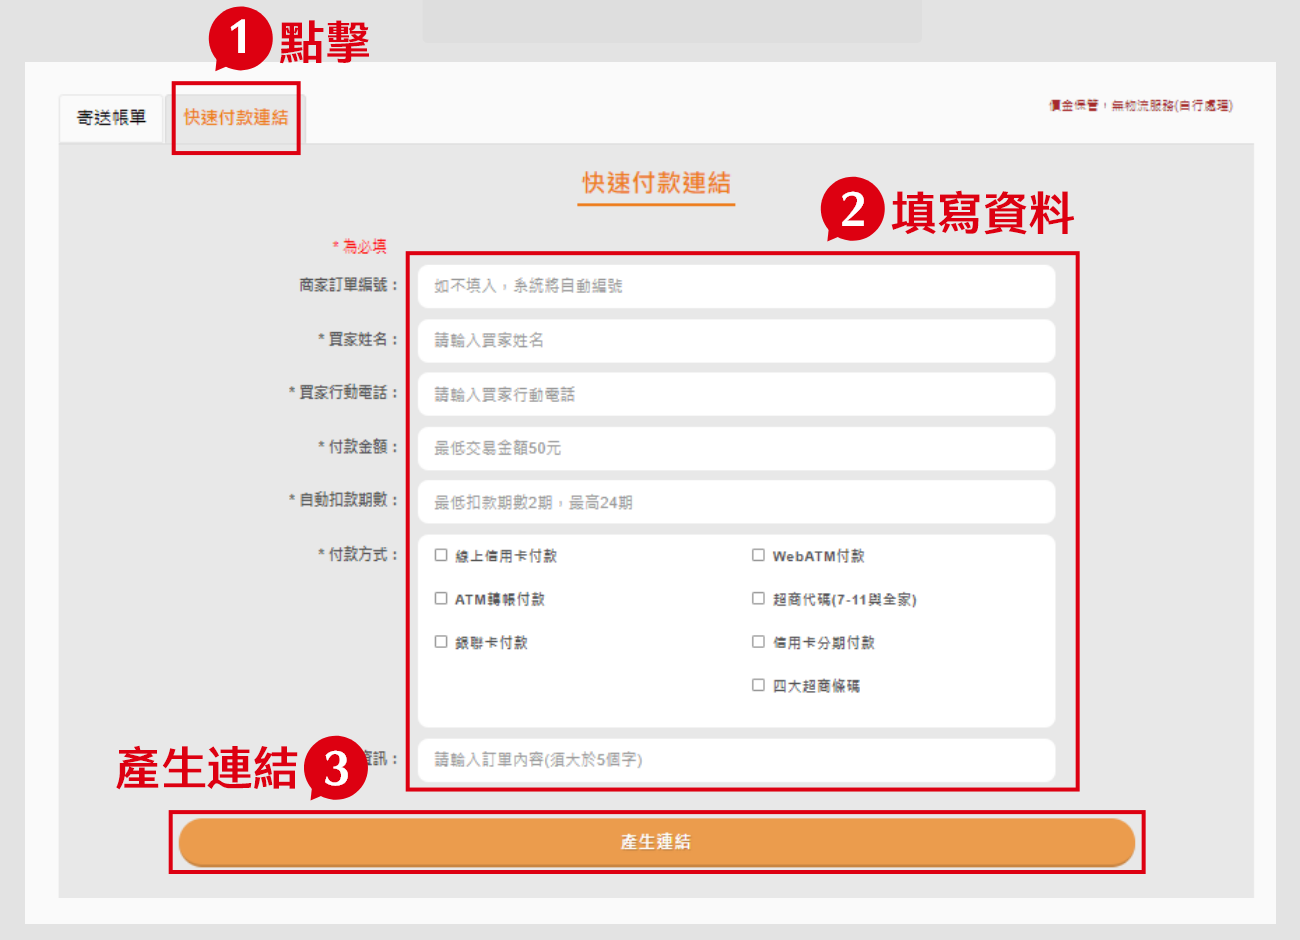 1 點擊
寄送帳單 快速付款連結
價金保管，無物流服務(自行處理)
快速付款連結
2 填寫資料
* 為必填
商家訂單編號： 如不填入，系統將自動編號
* 買家姓名： 請輸入買家姓名
* 買家行動電話： 請輸入買家行動電話
* 付款金額： 最低交易金額50元
* 自動扣款期數： 最低扣款期數2期，最高24期
* 付款方式： 線上信用卡付款 WebATM付款
ATM轉帳付款 超商代碼(7-11與全家)
銀聯卡付款 信用卡分期付款
四大超商條碼
產生連結 3 資訊： 請輸入訂單內容(須大於5個字)
產生連結